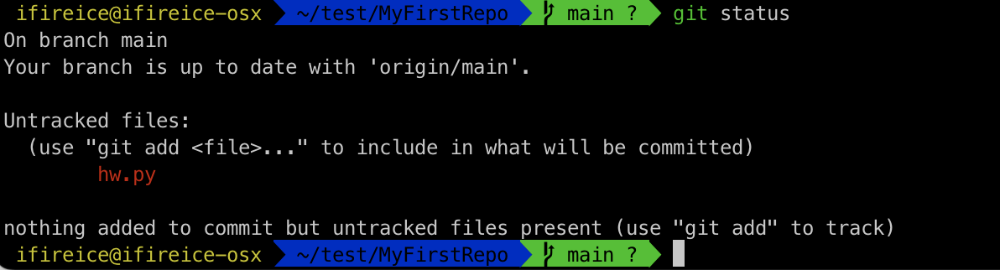 ifireice@ifireice-osx ~/test/MyFirstRepo main ? git status
On branch main
Your branch is up to date with 'origin/main'.
Untracked files:
(use "git add <file>..." to include in what will be committed)
hw.py
nothing added to commit but untracked files present (use "git add" to track)
ifireice@ifireice-osx ~/test/MyFirstRepo main ?